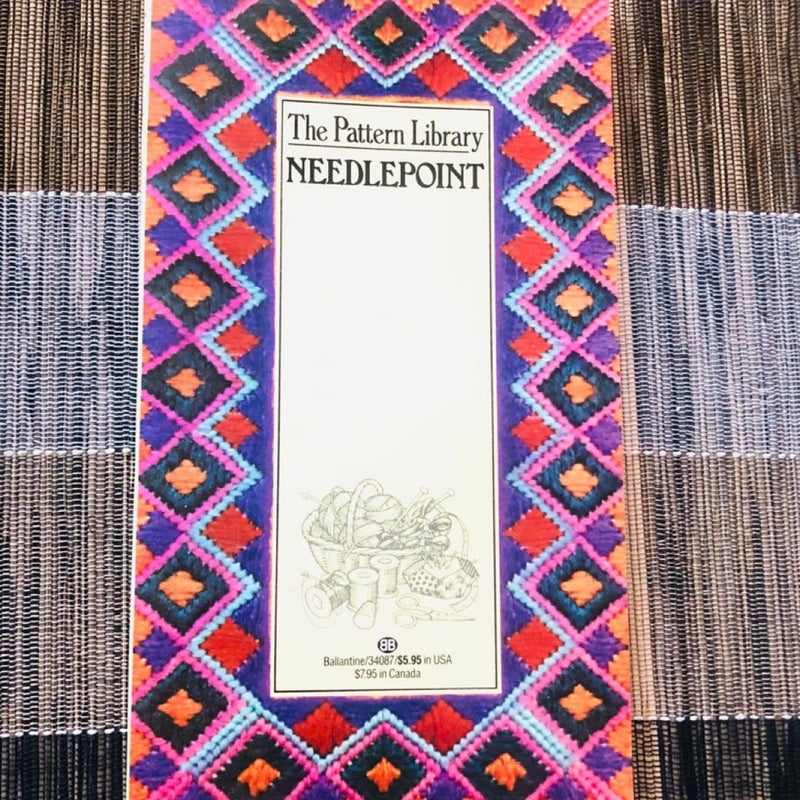 The Pattern Library
NEEDLEPOINT
BB
Ballantine/34087/$5.95 in USA
$7.95 in Canada